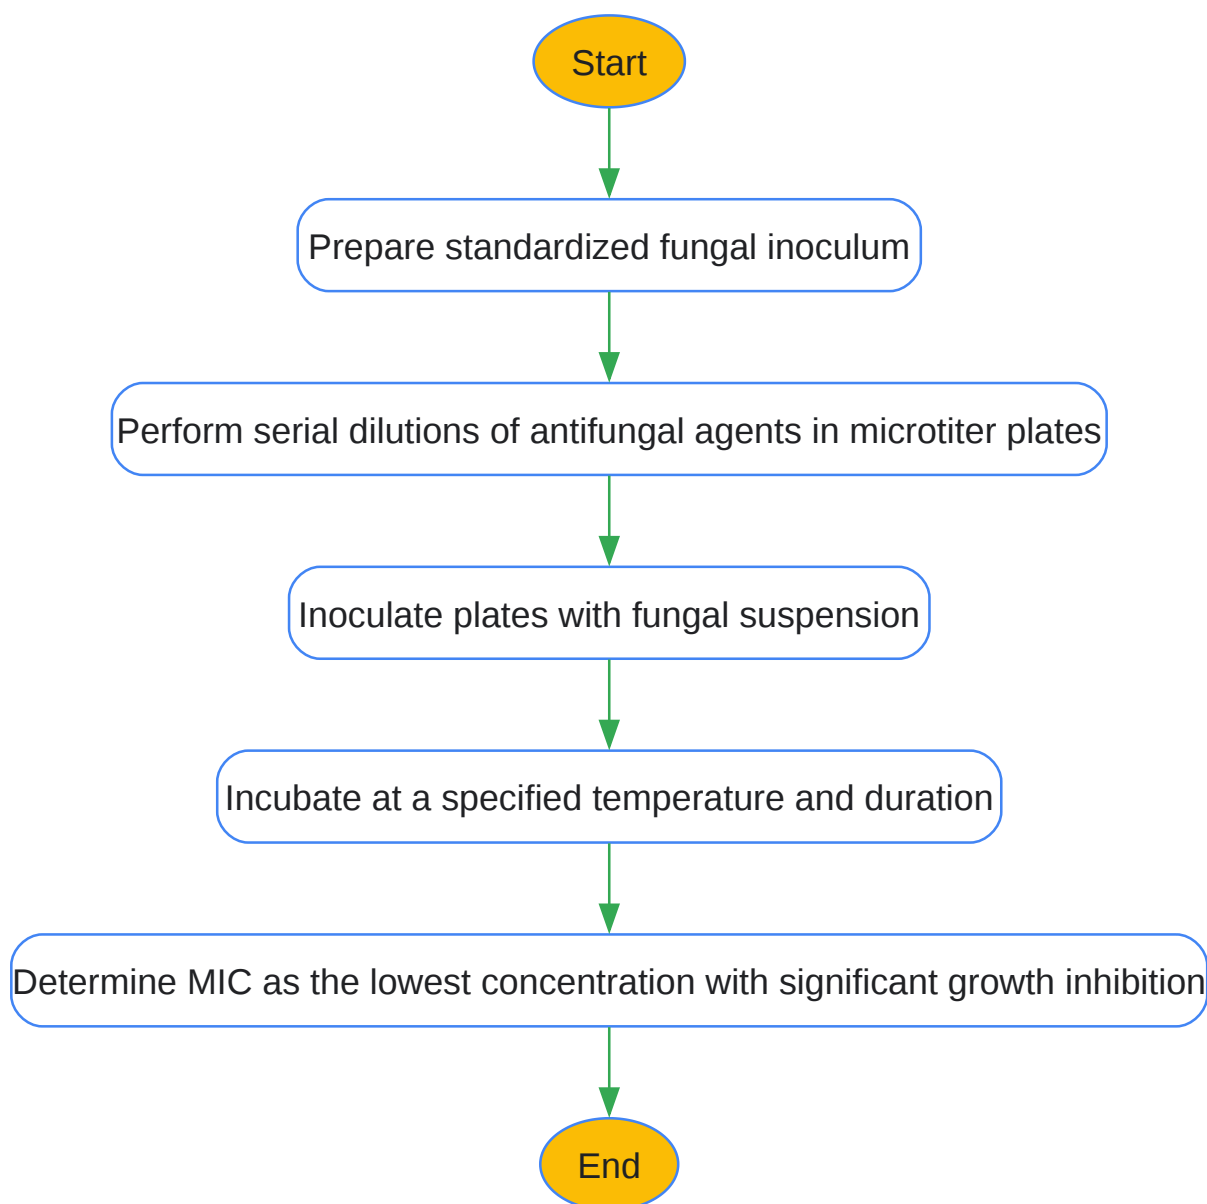 Start
Prepare standardized fungal inoculum
Perform serial dilutions of antifungal agents in microtiter plates
Inoculate plates with fungal suspension
Incubate at a specified temperature and duration
Determine MIC as the lowest concentration with significant growth inhibition
End